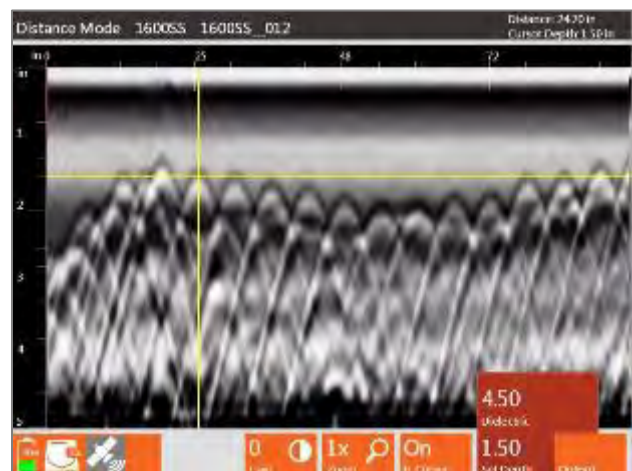 Distance Mode 1600SS 1600SS_012
Distance: 24.20 in
Cursor Depth: 1.50 in
in 0 25 48 72
in
1
2
3
4
5
4.50
Dielectric
0 1x On 1.50